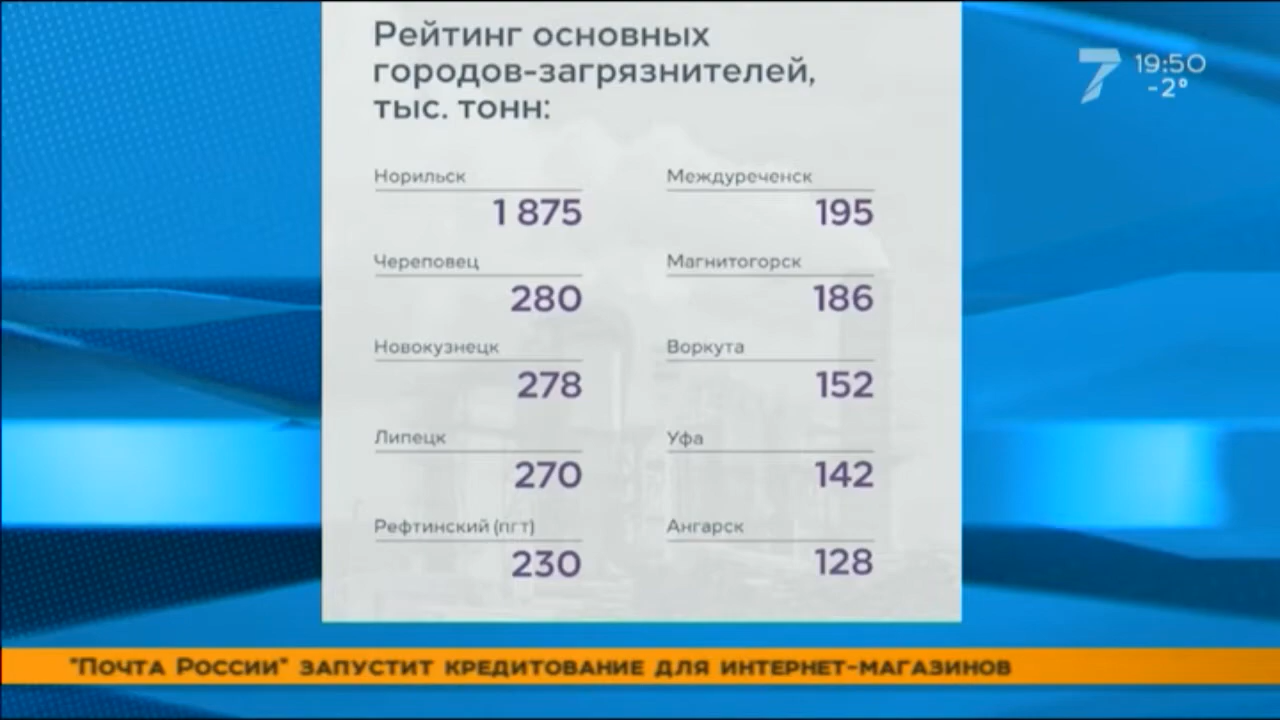 Рейтинг основных
городов-загрязнителей,
тыс. тонн:
7
19:50
-2°
Норильск
1 875
Череповец
280
Новокузнецк
278
Липецк
270
Рефтинский (пгт)
230
Междуреченск
195
Магнитогорск
186
Воркута
152
Уфа
142
Ангарск
128
"Почта России" запустит кредитование для интернет-магазинов